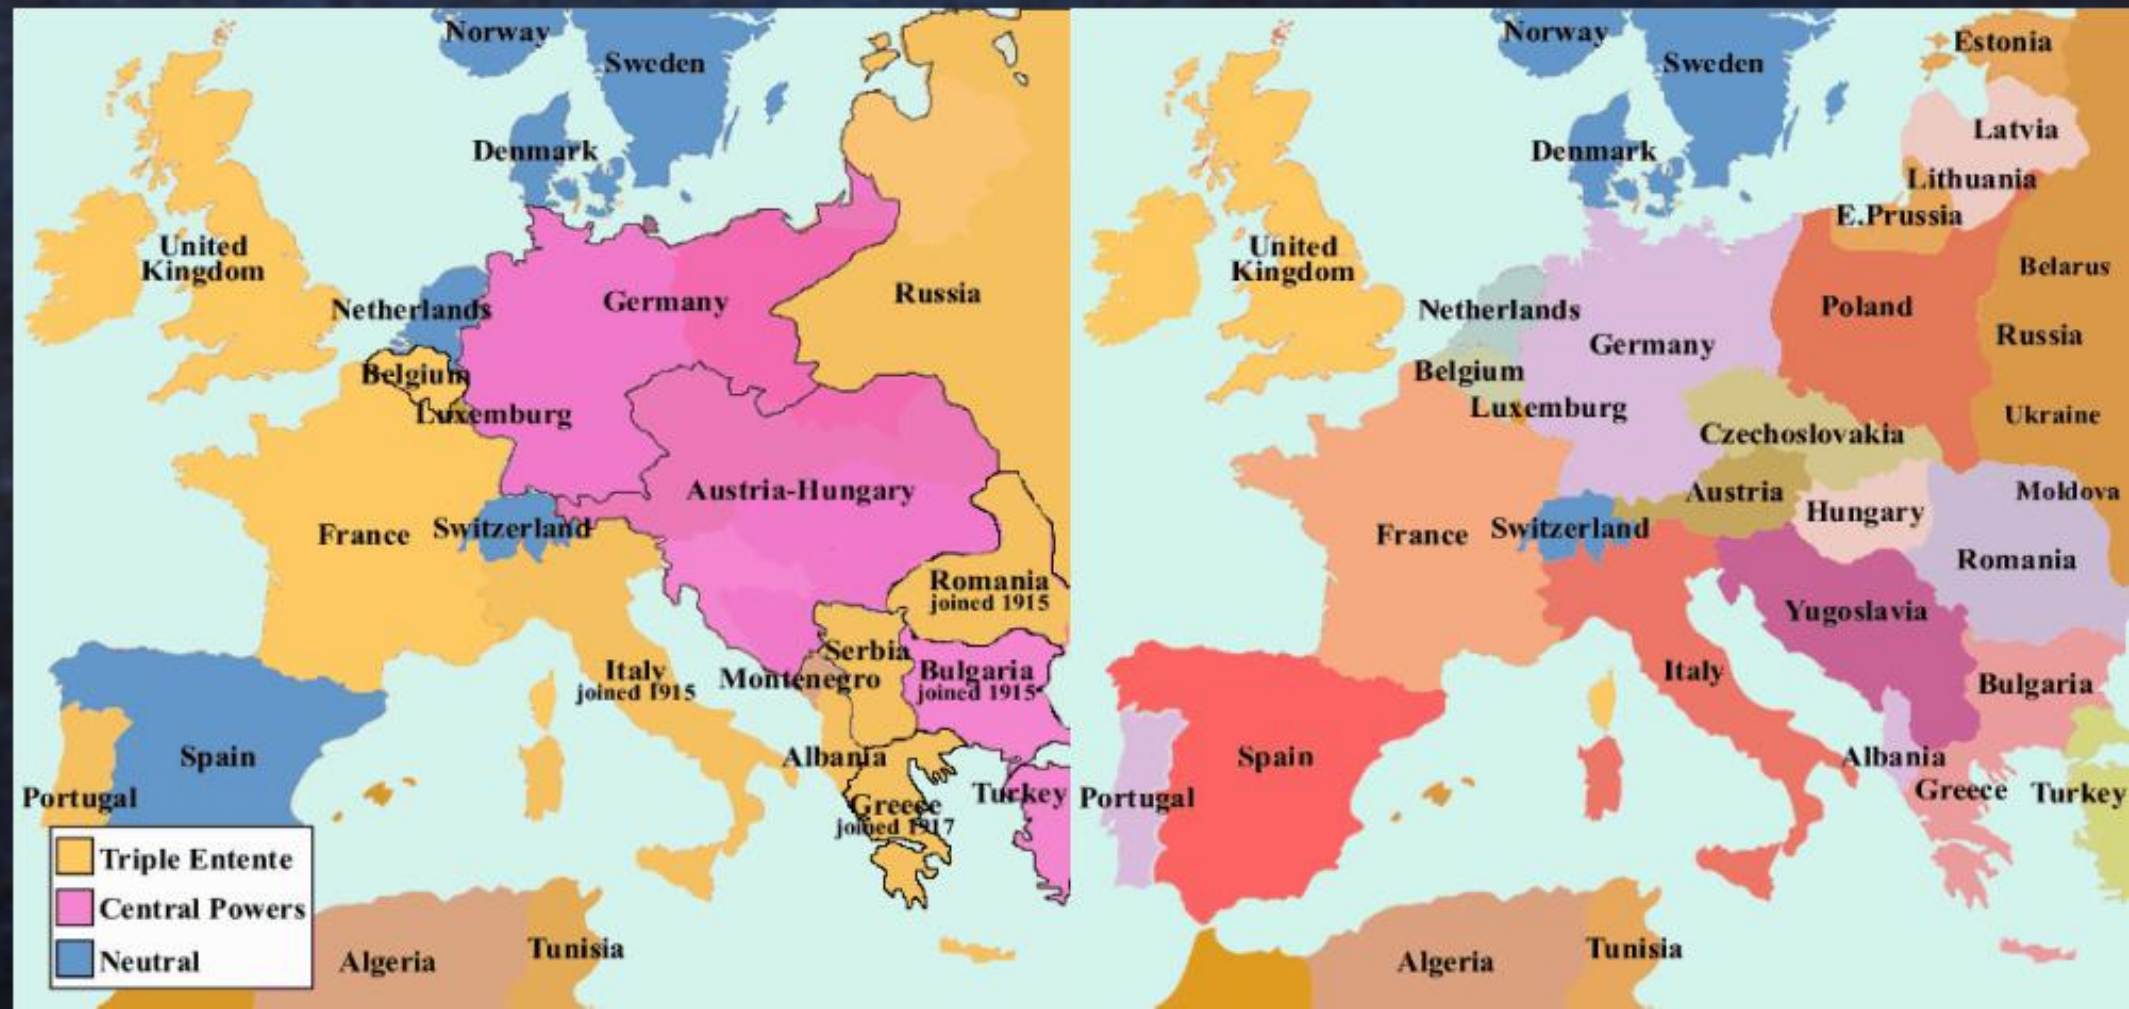 Norway
Sweden
Denmark
United
Kingdom
Netherlands
Germany
Russia
Belgium
Luxemburg
Austria-Hungary
France
Switzerland
Romania
joined 1915
Serbia
Italy
joined 1915
Montenegro
Bulgaria
joined 1915
Spain
Albania
Portugal
Turkey
Greece
joined 1917
Triple Entente
Central Powers
Neutral
Algeria
Tunisia
Norway
Sweden
Estonia
Latvia
Denmark
Lithuania
E.Prussia
United
Kingdom
Belarus
Netherlands
Poland
Germany
Russia
Belgium
Luxemburg
Ukraine
Czechoslovakia
Austria
Moldova
Hungary
France
Switzerland
Romania
Yugoslavia
Italy
Bulgaria
Spain
Albania
Portugal
Greece
Turkey
Algeria
Tunisia